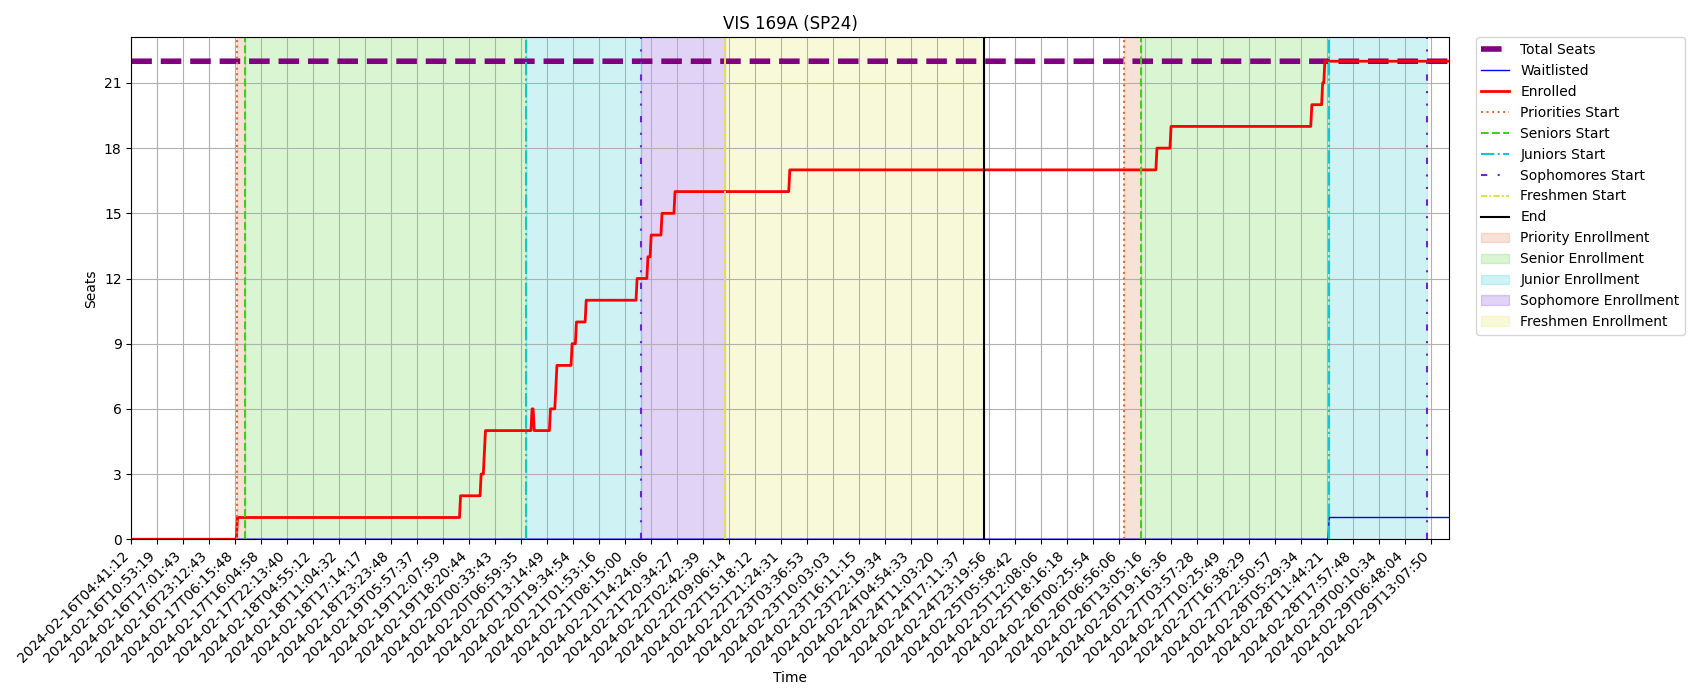 VIS 169A (SP24)
Seats
21
18
15
12
9
6
3
0
2024-02-16T04:41:12
2024-02-16T10:53:19
2024-02-16T17:01:43
2024-02-16T23:12:43
2024-02-17T06:15:48
2024-02-17T16:04:58
2024-02-17T22:13:40
2024-02-18T04:55:12
2024-02-18T11:04:32
2024-02-18T17:14:17
2024-02-18T23:23:48
2024-02-19T05:57:37
2024-02-19T12:07:59
2024-02-19T18:20:44
2024-02-20T00:33:43
2024-02-20T06:59:35
2024-02-20T13:14:49
2024-02-20T19:34:54
2024-02-21T01:53:16
2024-02-21T08:15:00
2024-02-21T14:24:06
2024-02-21T20:34:27
2024-02-22T02:42:39
2024-02-22T09:06:14
2024-02-22T15:18:12
2024-02-22T21:24:31
2024-02-23T03:36:53
2024-02-23T10:03:03
2024-02-23T16:11:15
2024-02-23T22:19:34
2024-02-24T04:54:33
2024-02-24T11:03:20
2024-02-24T17:11:37
2024-02-24T23:19:56
2024-02-25T05:58:42
2024-02-25T12:08:06
2024-02-25T18:16:18
2024-02-26T00:25:54
2024-02-26T06:56:06
2024-02-26T13:05:16
2024-02-26T19:16:36
2024-02-27T03:57:28
2024-02-27T10:25:49
2024-02-27T16:38:29
2024-02-27T22:50:57
2024-02-28T05:29:34
2024-02-28T11:44:21
2024-02-28T17:57:48
2024-02-29T00:10:34
2024-02-29T06:48:04
2024-02-29T13:07:50
Time
Total Seats
Waitlisted
Enrolled
Priorities Start
Seniors Start
Juniors Start
Sophomores Start
Freshmen Start
End
Priority Enrollment
Senior Enrollment
Junior Enrollment
Sophomore Enrollment
Freshmen Enrollment